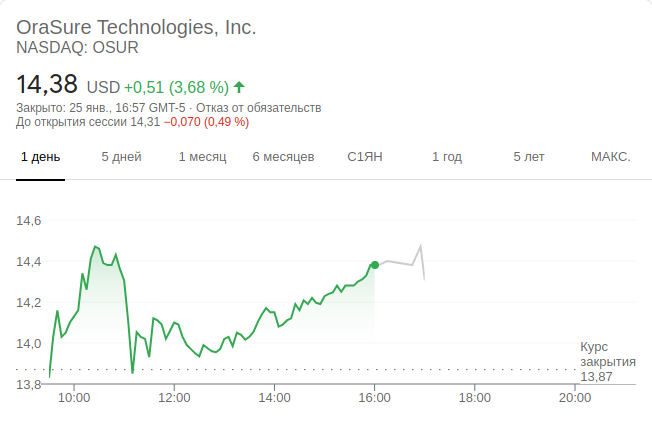 OraSure Technologies, Inc.
NASDAQ: OSUR
14,38 USD +0,51 (3,68 %)
Закрыто: 25 янв., 16:57 GMT-5 · Отказ от обязательств
До открытия сессии 14,31 −0,070 (0,49 %)
1 день 5 дней 1 месяц 6 месяцев С1ЯН 1 год 5 лет МАКС.
14,6
14,4
14,2
14,0
13,8
Курс
закрытия
13,87
10:00 12:00 14:00 16:00 18:00 20:00